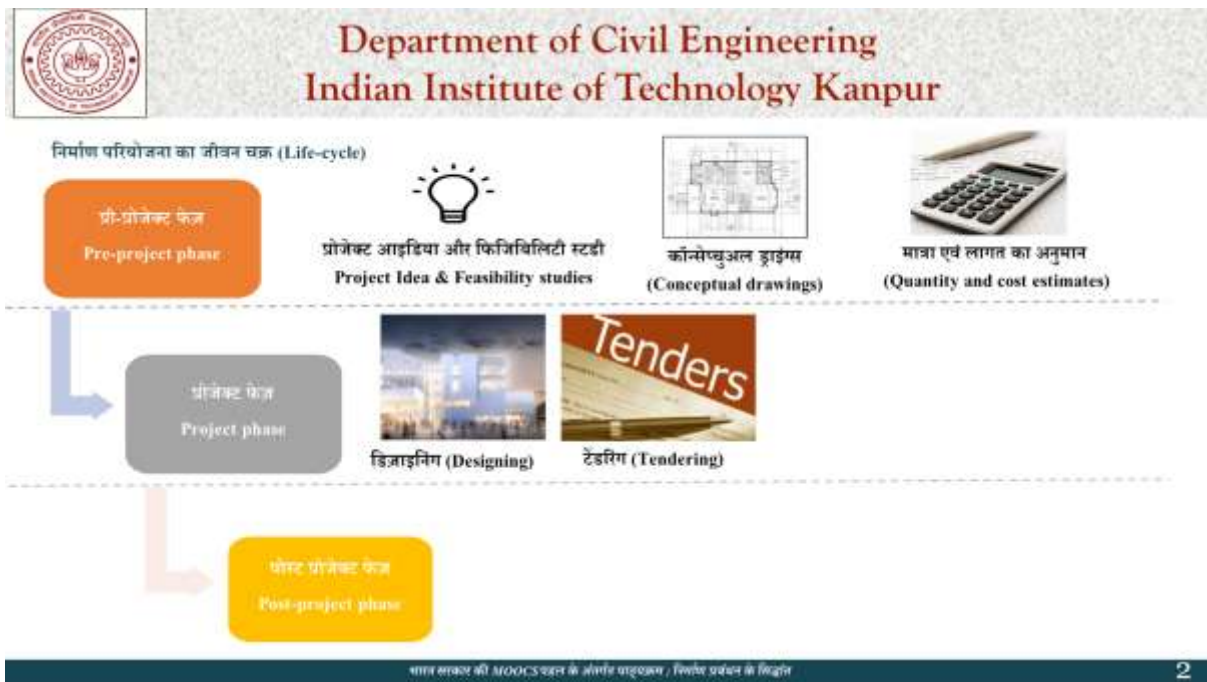 Department of Civil Engineering
Indian Institute of Technology Kanpur
निर्माण परियोजना का जीवन चक्र (Life-cycle)
प्री-प्रोजेक्ट फेज़
Pre-project phase
प्रोजेक्ट आइडिया और फिजिबिलिटी स्टडी
Project Idea & Feasibility studies
कॉन्सेप्चुअल ड्राइंग्स
(Conceptual drawings)
मात्रा एवं लागत का अनुमान
(Quantity and cost estimates)
प्रोजेक्ट फेज़
Project phase
Tenders
डिज़ाइनिंग (Designing)
टेंडरिंग (Tendering)
पोस्ट प्रोजेक्ट फेज़
Post-project phase
भारत सरकार की MOOCS पहल के अंतर्गत पाठ्यक्रम / निर्माण प्रबंधन के सिद्धांत
2